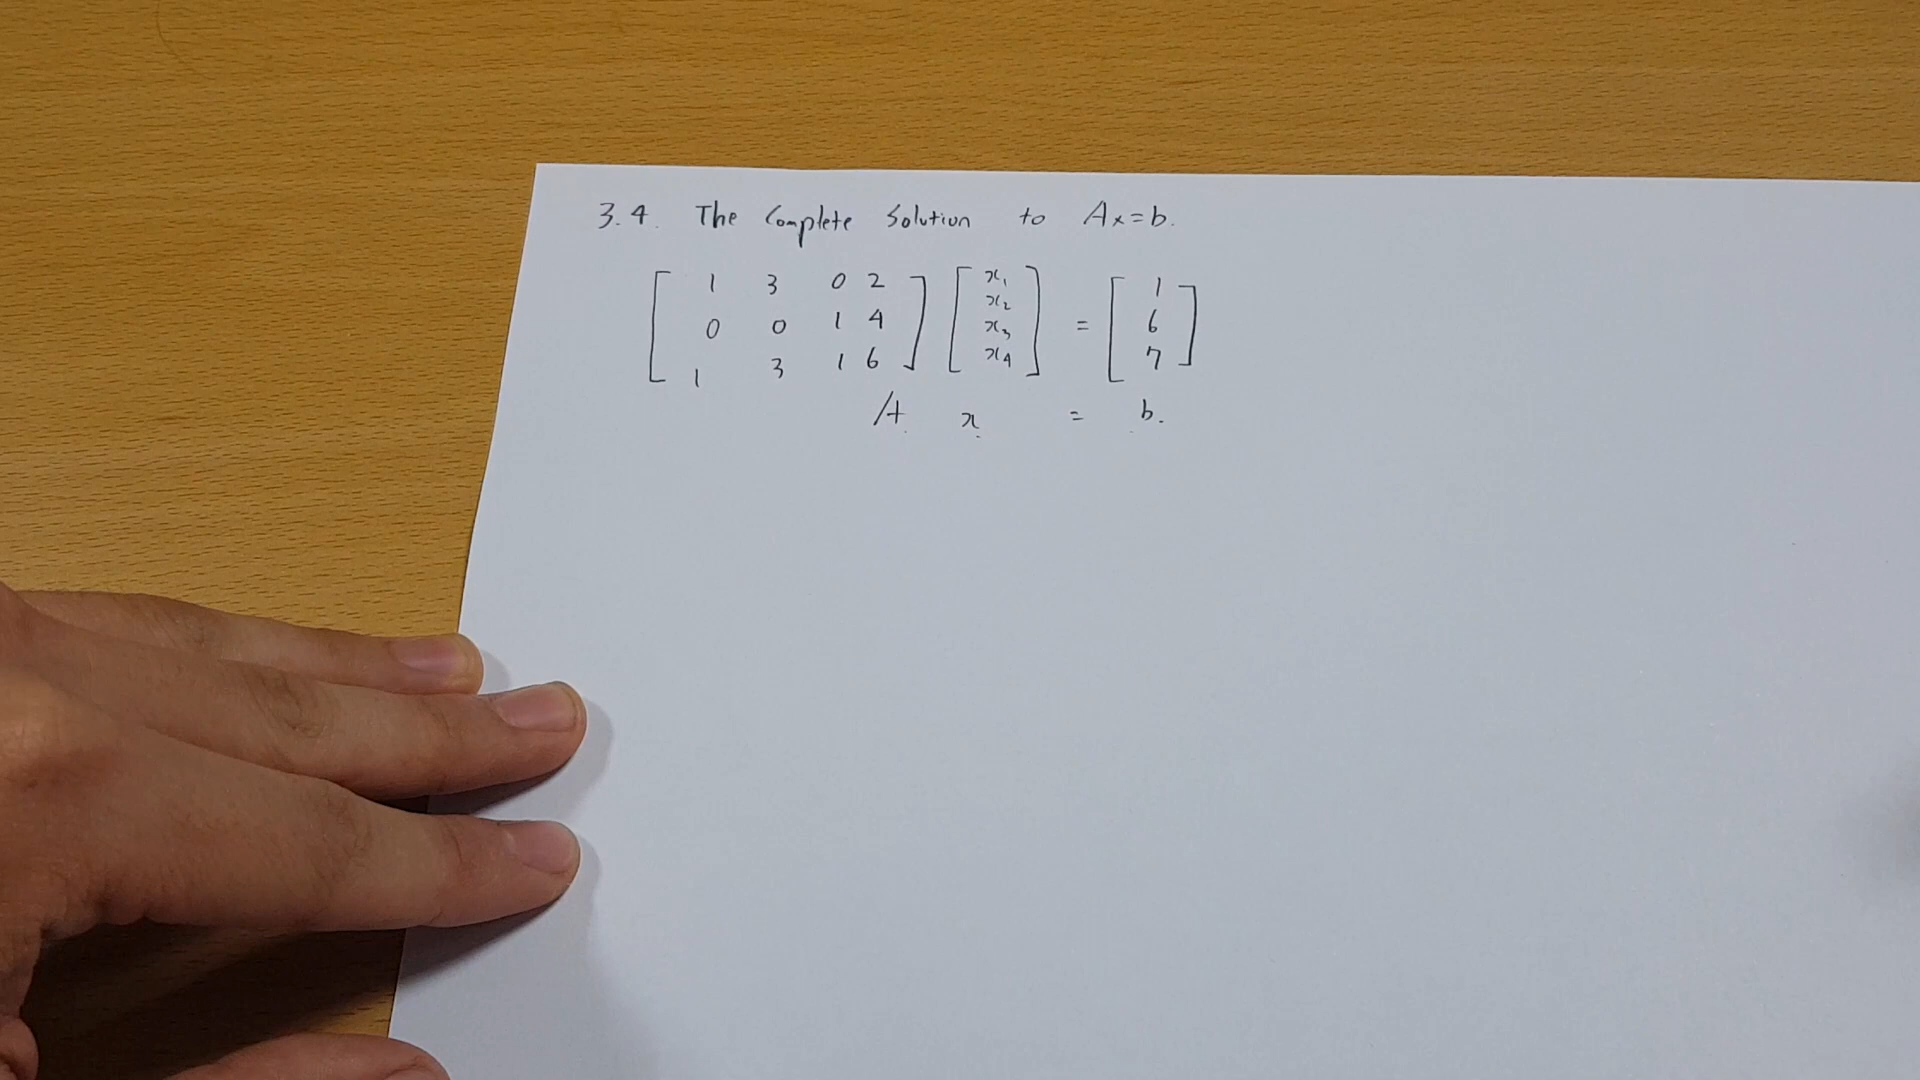 3.4. The Complete Solution to Ax=b.
[ 1 3 0 2 ] [ x₁ ] [ 1 ]
[ 0 0 1 4 ] [ x₂ ] = [ 6 ]
[ 1 3 1 6 ] [ x₃ ] [ 7 ]
[ x₄ ]
A x = b.